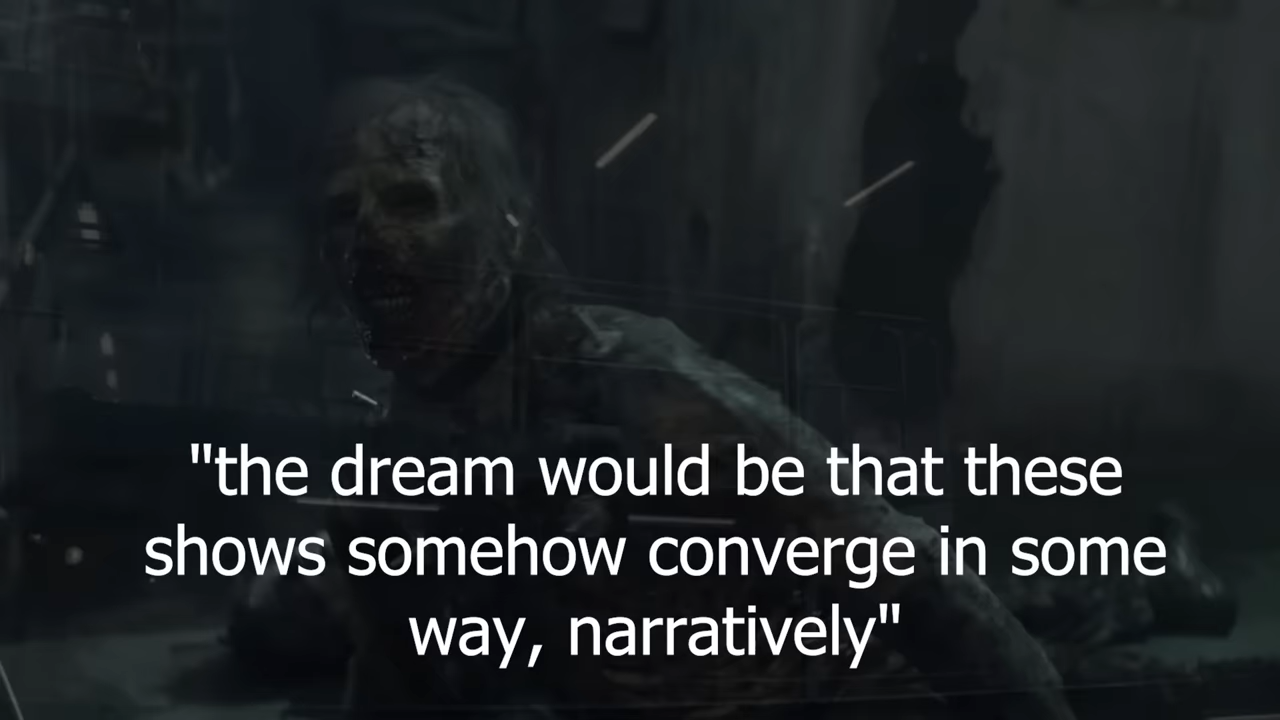 "the dream would be that these
shows somehow converge in some
way, narratively"